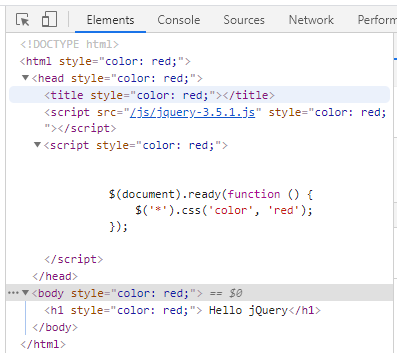 Elements Console Sources Network Perform
<!DOCTYPE html>
<html style="color: red;">
<head style="color: red;">
<title style="color: red;"></title>
<script src="/js/jquery-3.5.1.js" style="color: red;
"></script>
<script style="color: red;">
$(document).ready(function () {
$('*').css('color', 'red');
});
</script>
</head>
<body style="color: red;"> == $0
<h1 style="color: red;"> Hello jQuery</h1>
</body>
</html>